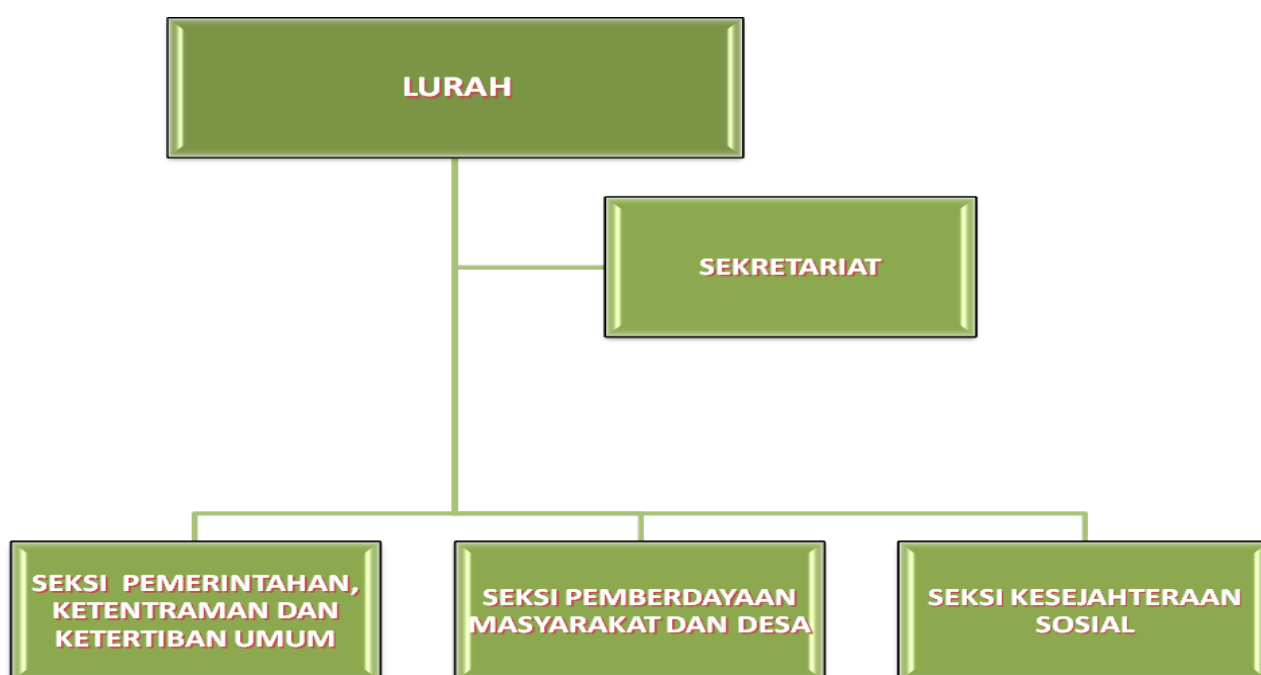 LURAH
SEKRETARIAT
SEKSI PEMERINTAHAN,
KETENTRAMAN DAN
KETERTIBAN UMUM
SEKSI PEMBERDAYAAN
MASYARAKAT DAN DESA
SEKSI KESEJAHTERAAN
SOSIAL